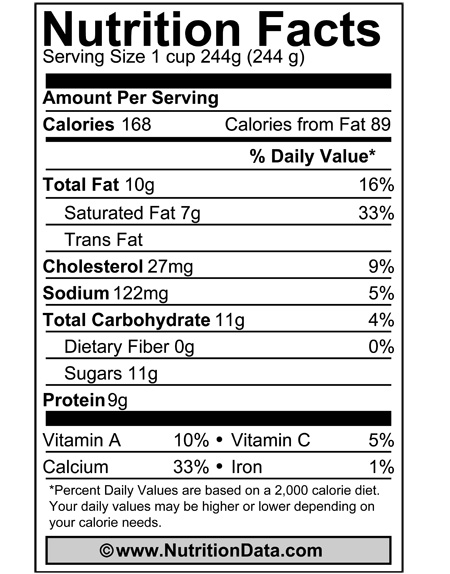 Nutrition Facts
Serving Size 1 cup 244g (244 g)
Amount Per Serving
Calories 168 Calories from Fat 89
% Daily Value*
Total Fat 10g 16%
Saturated Fat 7g 33%
Trans Fat
Cholesterol 27mg 9%
Sodium 122mg 5%
Total Carbohydrate 11g 4%
Dietary Fiber 0g 0%
Sugars 11g
Protein 9g
Vitamin A 10% • Vitamin C 5%
Calcium 33% • Iron 1%
*Percent Daily Values are based on a 2,000 calorie diet.
Your daily values may be higher or lower depending on
your calorie needs.
©www.NutritionData.com